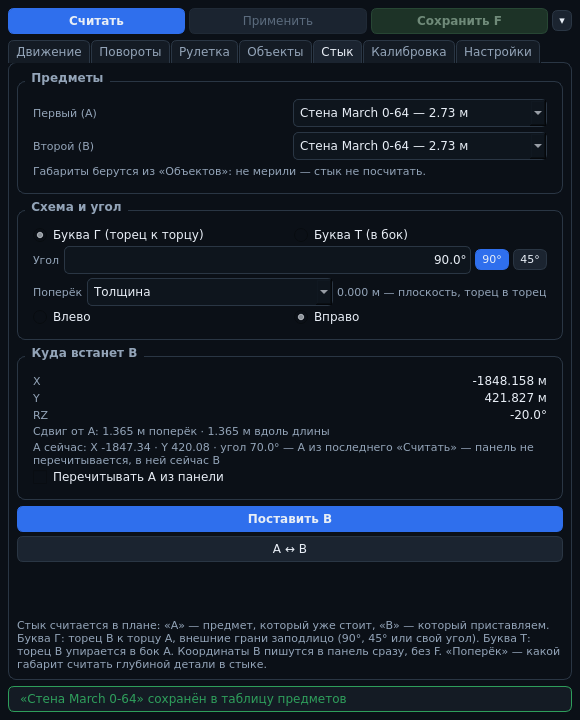 Считать
Применить
Сохранить F
▾
Движение
Повороты
Рулетка
Объекты
Стык
Калибровка
Настройки
Предметы
Первый (A)
Стена March 0-64 — 2.73 м
Второй (B)
Стена March 0-64 — 2.73 м
Габариты берутся из «Объектов»: не мерили — стык не посчитать.
Схема и угол
Буква Г (торец к торцу)
Буква Т (в бок)
Угол
90.0°
90°
45°
Поперёк
Толщина
0.000 м — плоскость, торец в торец
Влево
Вправо
Куда встанет B
X
-1848.158 м
Y
421.827 м
RZ
-20.0°
Сдвиг от A: 1.365 м поперёк · 1.365 м вдоль длины
A сейчас: X -1847.34 · Y 420.08 · угол 70.0° — A из последнего «Считать» — панель не
перечитывается, в ней сейчас B
Перечитывать A из панели
Поставить B
A ↔ B
Стык считается в плане: «A» — предмет, который уже стоит, «B» — который приставляем.
Буква Г: торец B к торцу A, внешние грани заподлицо (90°, 45° или свой угол). Буква Т:
торец B упирается в бок A. Координаты B пишутся в панель сразу, без F. «Поперёк» — какой
габарит считать глубиной детали в стыке.
«Стена March 0-64» сохранён в таблицу предметов